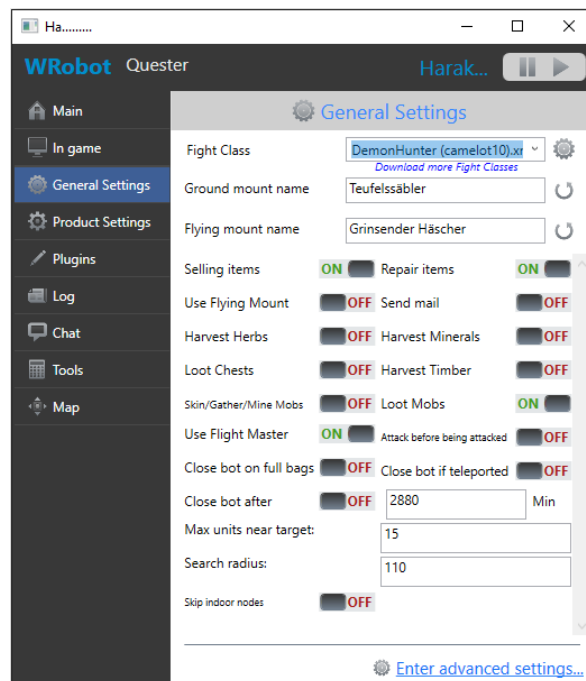 Ha.........
WRobot Quester Harak...
Main
In game
General Settings
Product Settings
Plugins
Log
Chat
Tools
Map
General Settings
Fight Class DemonHunter (camelot10).xr
Download more Fight Classes
Ground mount name Teufelssäbler
Flying mount name Grinsender Häscher
Selling items ON Repair items ON
Use Flying Mount OFF Send mail OFF
Harvest Herbs OFF Harvest Minerals OFF
Loot Chests OFF Harvest Timber OFF
Skin/Gather/Mine Mobs OFF Loot Mobs ON
Use Flight Master ON Attack before being attacked OFF
Close bot on full bags OFF Close bot if teleported OFF
Close bot after OFF 2880 Min
Max units near target: 15
Search radius: 110
Skip indoor nodes OFF
Enter advanced settings...